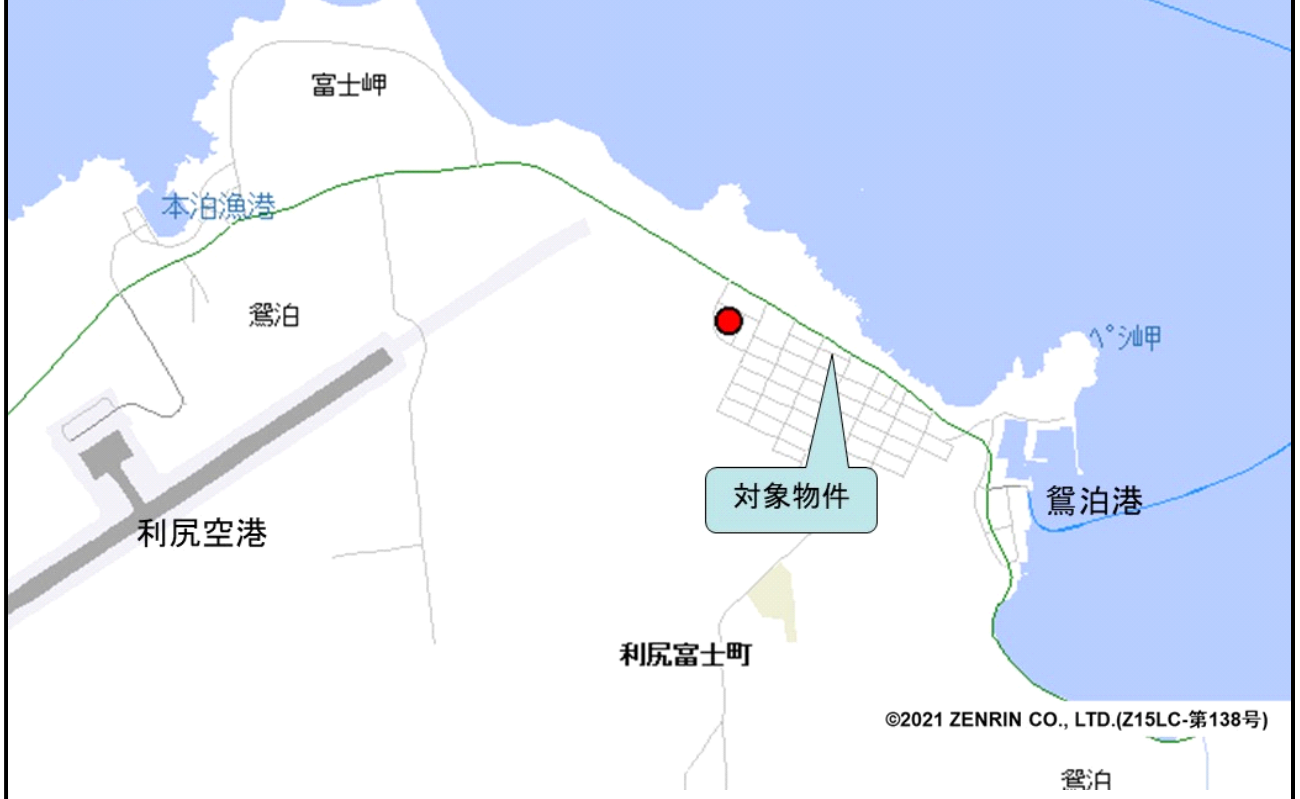 富士岬
本泊漁港
鴛泊
ペシ岬
対象物件
鴛泊港
利尻空港
利尻富士町
©2021 ZENRIN CO., LTD.(Z15LC-第138号)
鴛泊